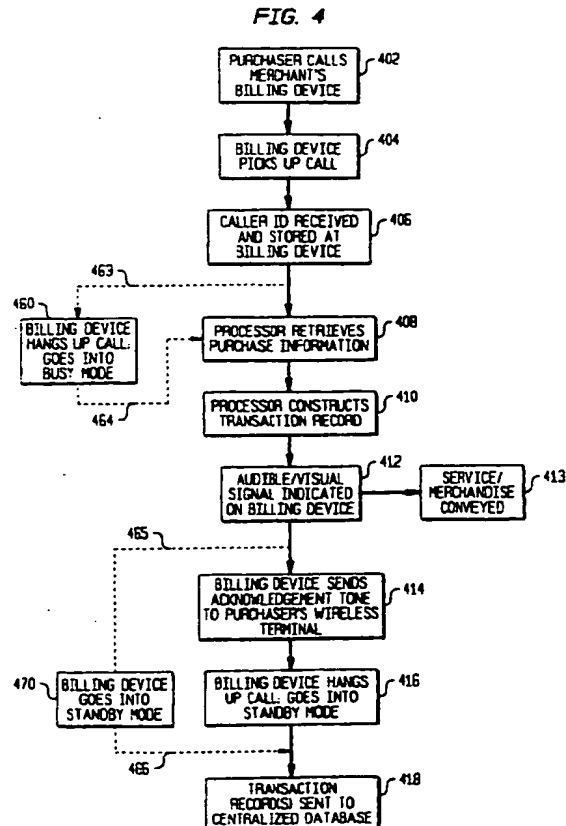 FIG. 4
PURCHASER CALLS
MERCHANT'S
BILLING DEVICE
402
BILLING DEVICE
PICKS UP CALL
404
CALLER ID RECEIVED
AND STORED AT
BILLING DEVICE
406
463
460
BILLING DEVICE
HANGS UP CALL;
GOES INTO
BUSY MODE
464
PROCESSOR RETRIEVES
PURCHASE INFORMATION
408
PROCESSOR CONSTRUCTS
TRANSACTION RECORD
410
AUDIBLE/VISUAL
SIGNAL INDICATED
ON BILLING DEVICE
412
SERVICE/
MERCHANDISE
CONVEYED
413
465
BILLING DEVICE SENDS
ACKNOWLEDGEMENT TONE
TO PURCHASER'S WIRELESS
TERMINAL
414
470
BILLING DEVICE
GOES INTO
STANDBY MODE
BILLING DEVICE HANGS
UP CALL; GOES INTO
STANDBY MODE
416
466
TRANSACTION
RECORD(S) SENT TO
CENTRALIZED DATABASE
418